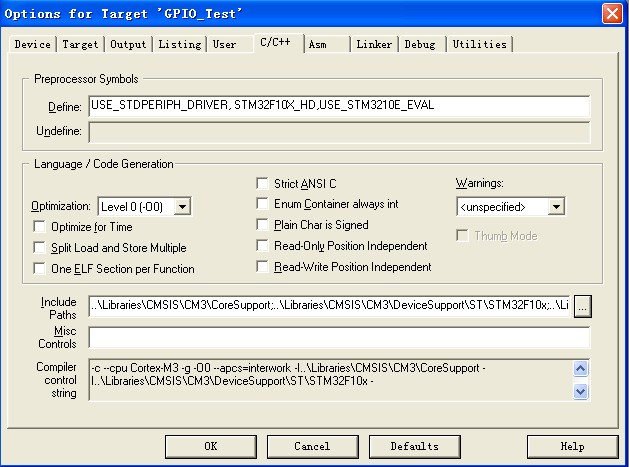 Options for Target 'GPIO_Test'
Device Target Output Listing User C/C++ Asm Linker Debug Utilities
Preprocessor Symbols
Define: USE_STDPERIPH_DRIVER, STM32F10X_HD,USE_STM3210E_EVAL
Undefine:
Language / Code Generation
Strict ANSI C Warnings:
Optimization: Level 0 (-O0) Enum Container always int <unspecified>
Optimize for Time Plain Char is Signed Thumb Mode
Split Load and Store Multiple Read-Only Position Independent
One ELF Section per Function Read-Write Position Independent
Include Paths ..\Libraries\CMSIS\CM3\CoreSupport;..\Libraries\CMSIS\CM3\DeviceSupport\ST\STM32F10x;..\Li ...
Misc Controls
Compiler control string -c --cpu Cortex-M3 -g -O0 --apcs=interwork -I..\Libraries\CMSIS\CM3\CoreSupport -
I..\Libraries\CMSIS\CM3\DeviceSupport\ST\STM32F10x -
OK Cancel Defaults Help